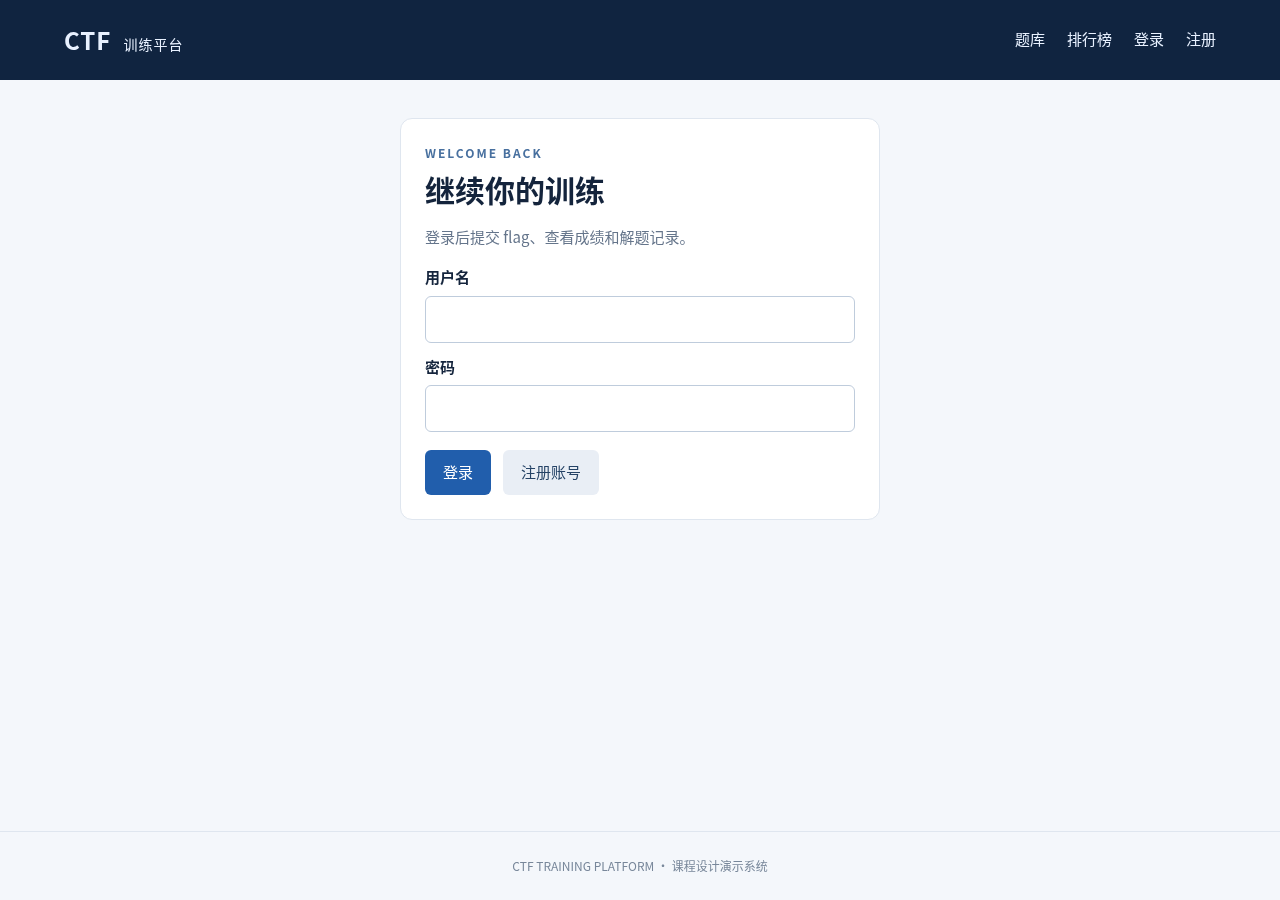 CTF 训练平台
题库 排行榜 登录 注册
WELCOME BACK
继续你的训练
登录后提交 flag、查看成绩和解题记录。
用户名
密码
登录 注册账号
CTF TRAINING PLATFORM · 课程设计演示系统